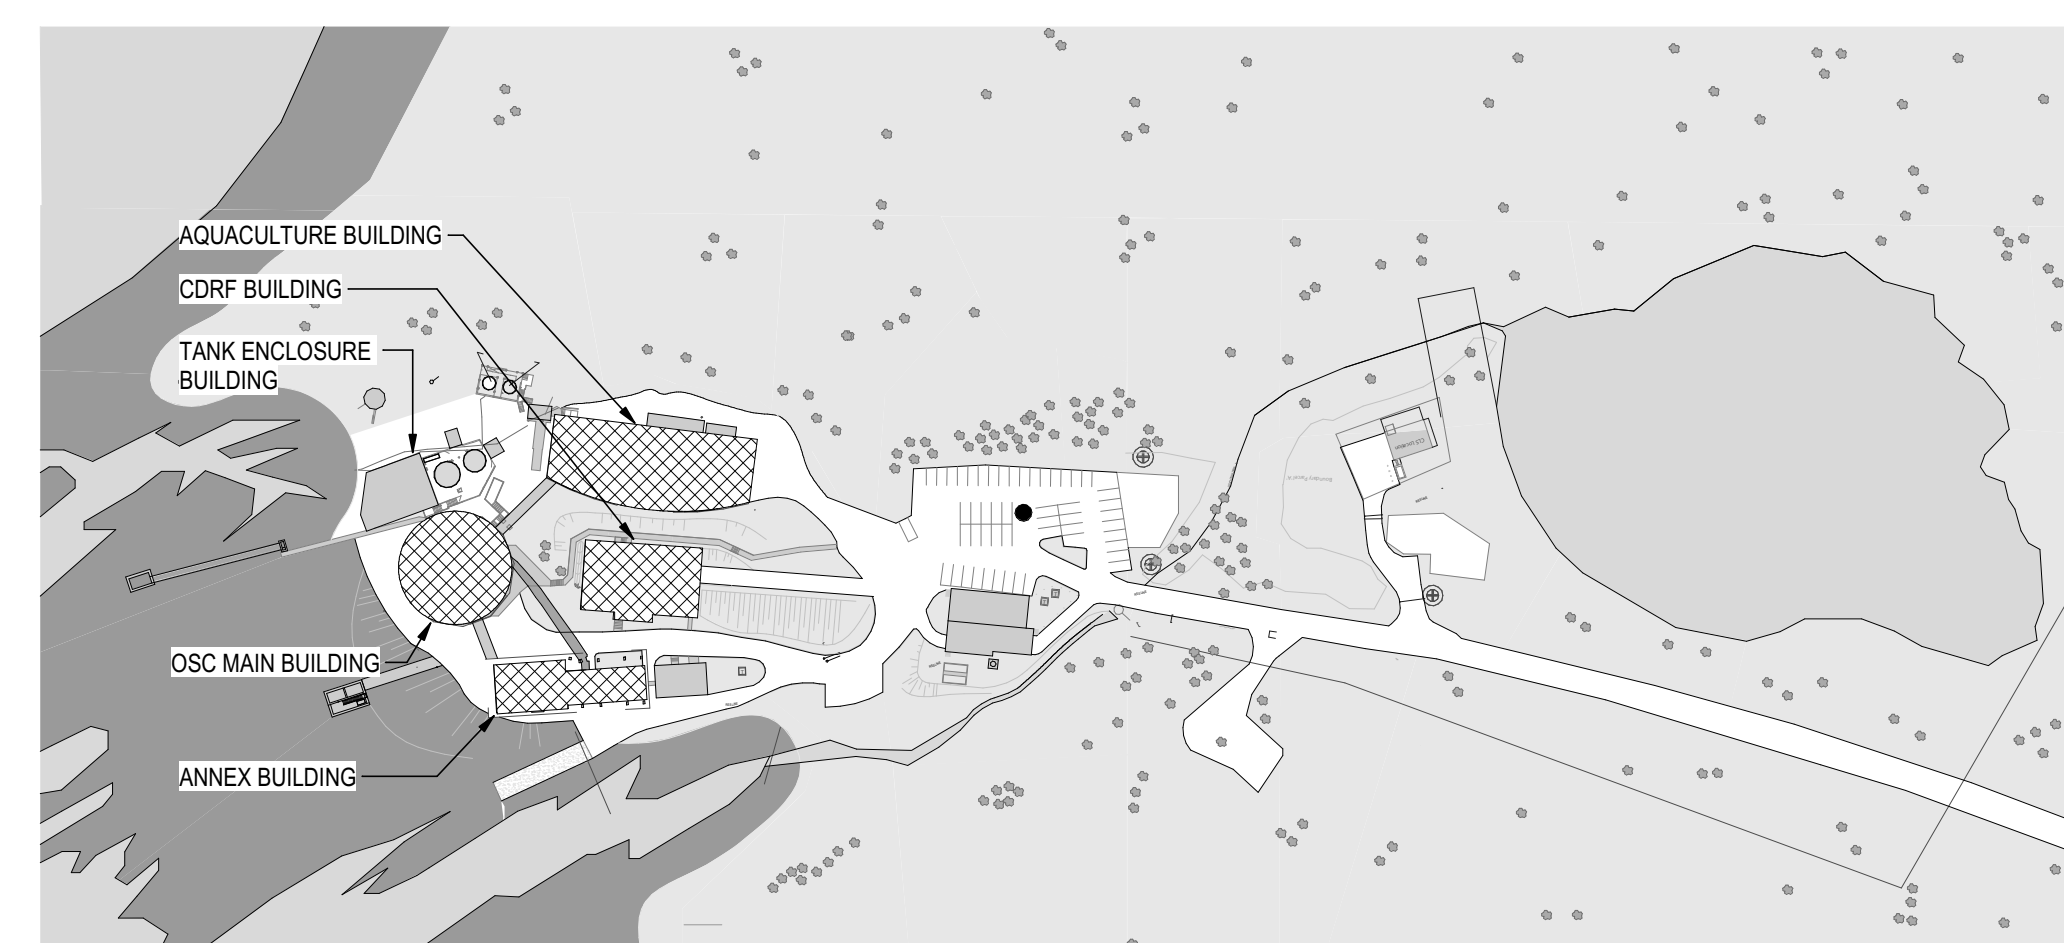 AQUACULTURE BUILDING
CDRF BUILDING
TANK ENCLOSURE
BUILDING
OSC MAIN BUILDING
ANNEX BUILDING